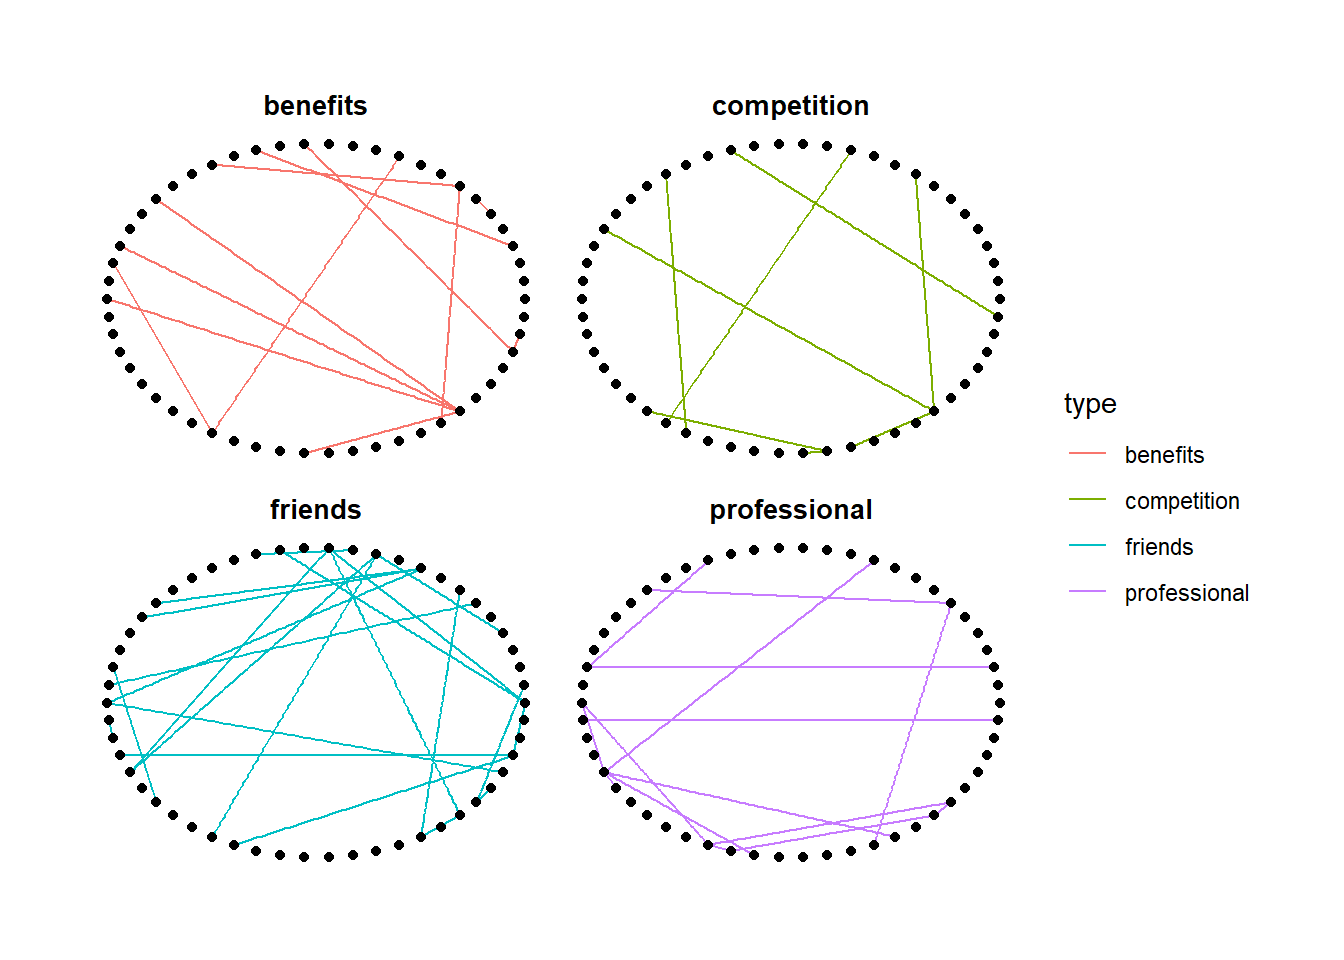 benefits
competition
friends
professional
type
benefits
competition
friends
professional